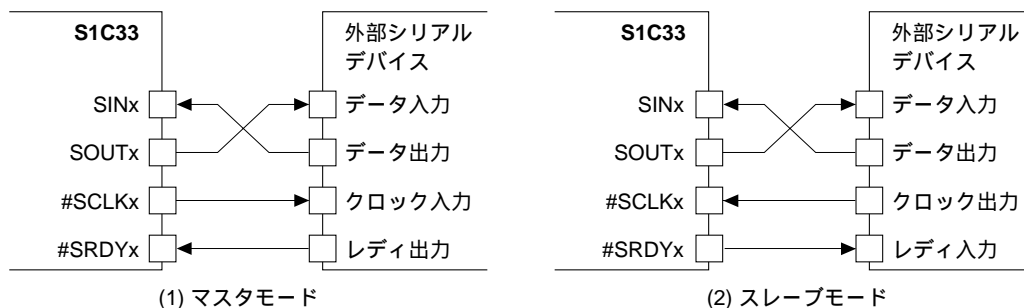 S1C33
外部シリアル
デバイス
SINx
データ入力
SOUTx
データ出力
#SCLKx
クロック入力
#SRDYx
レディ出力
(1) マスタモード
S1C33
外部シリアル
デバイス
SINx
データ入力
SOUTx
データ出力
#SCLKx
クロック出力
#SRDYx
レディ入力
(2) スレーブモード